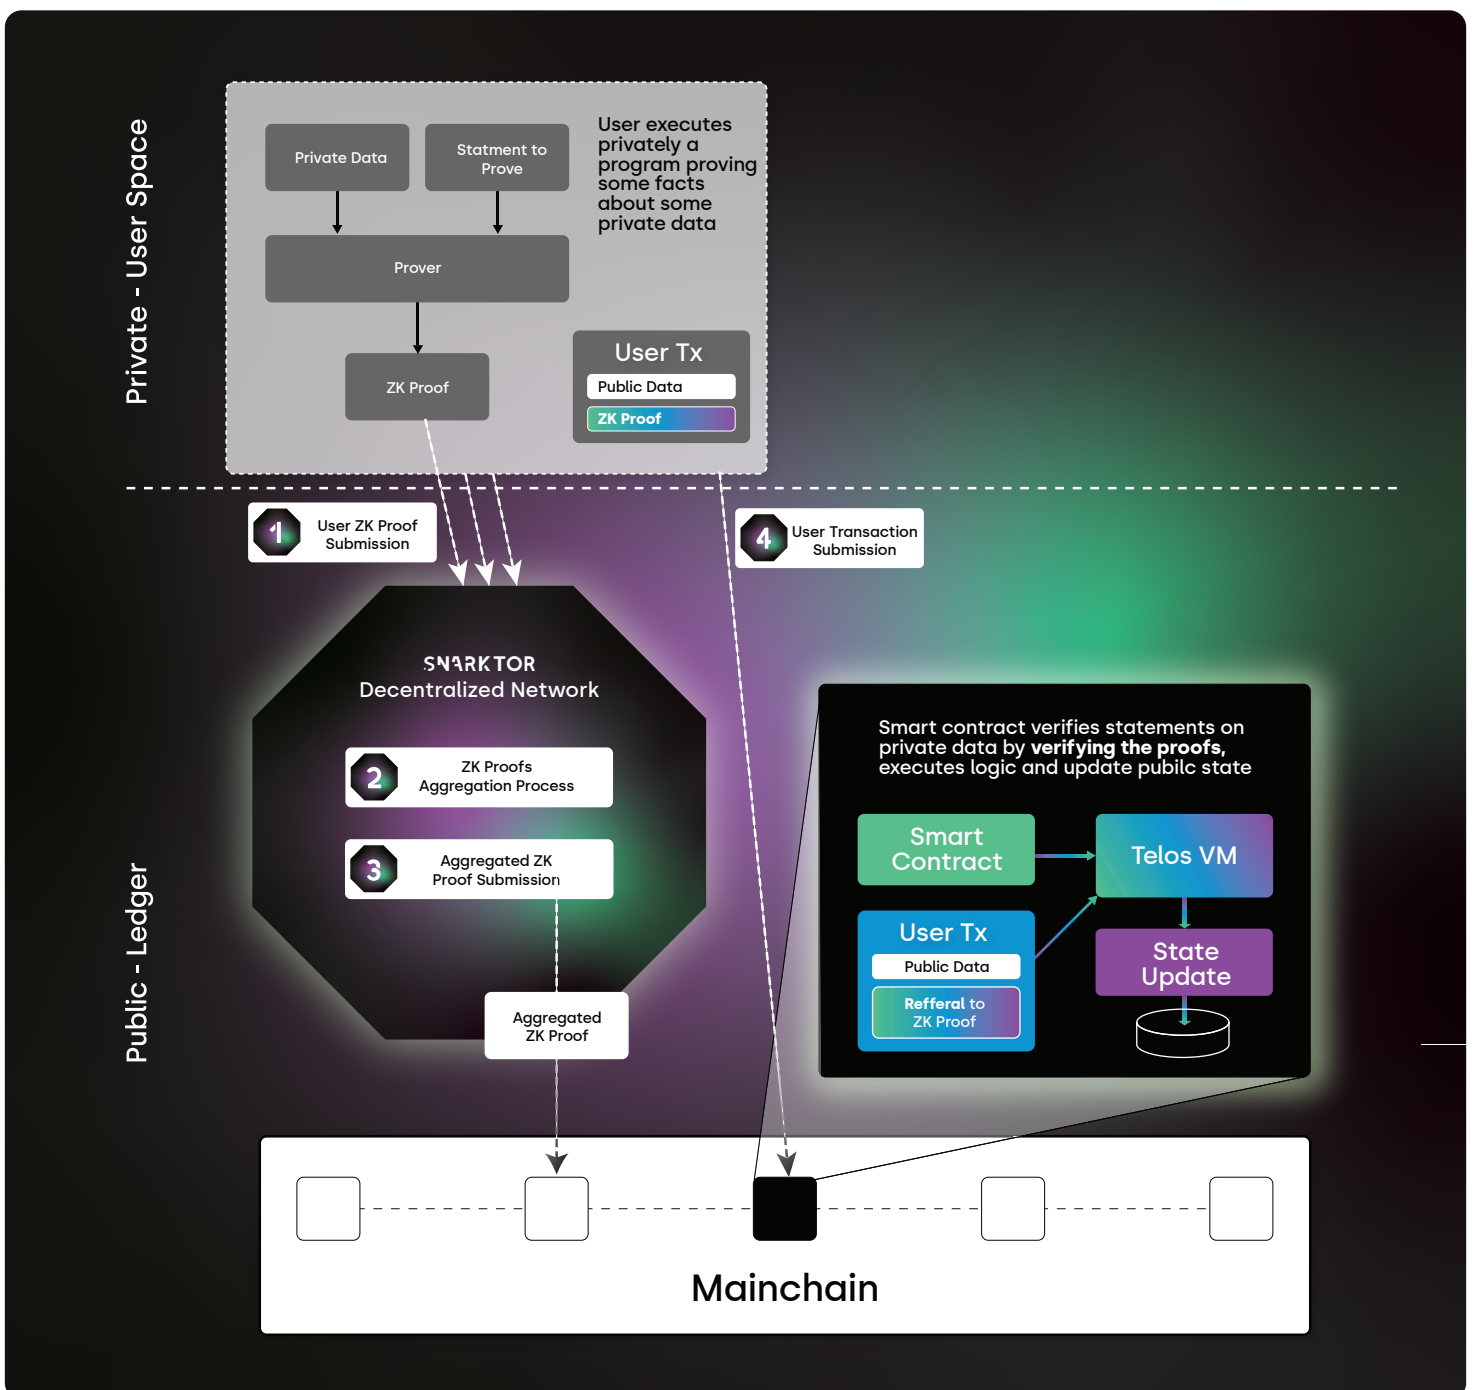 Private - User Space
Private Data
Statment to
Prove
User executes
privately a
program proving
some facts
about some
private data
Prover
ZK Proof
User Tx
Public Data
ZK Proof
1
User ZK Proof
Submission
4
User Transaction
Submission
Public - Ledger
SNARKTOR
Decentralized Network
2
ZK Proofs
Aggregation Process
3
Aggregated ZK
Proof Submission
Aggregated
ZK Proof
Smart contract verifies statements on
private data by verifying the proofs,
executes logic and update pubilc state
Smart
Contract
Telos VM
User Tx
Public Data
Refferal to
ZK Proof
State
Update
Mainchain